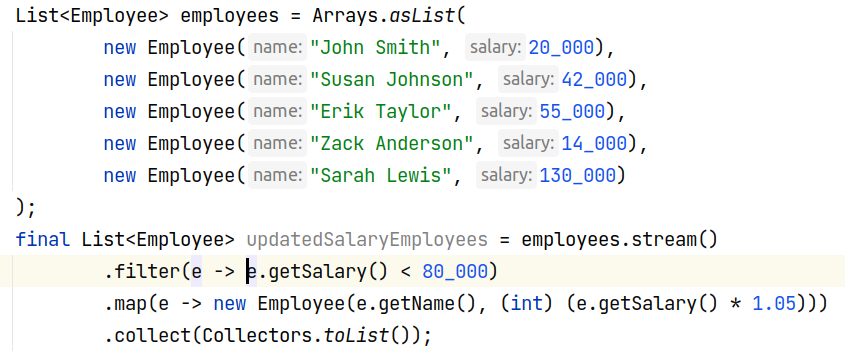 List<Employee> employees = Arrays.asList(
new Employee( name: "John Smith", salary: 20_000),
new Employee( name: "Susan Johnson", salary: 42_000),
new Employee( name: "Erik Taylor", salary: 55_000),
new Employee( name: "Zack Anderson", salary: 14_000),
new Employee( name: "Sarah Lewis", salary: 130_000)
);
final List<Employee> updatedSalaryEmployees = employees.stream()
.filter(e -> e.getSalary() < 80_000)
.map(e -> new Employee(e.getName(), (int) (e.getSalary() * 1.05)))
.collect(Collectors.toList());